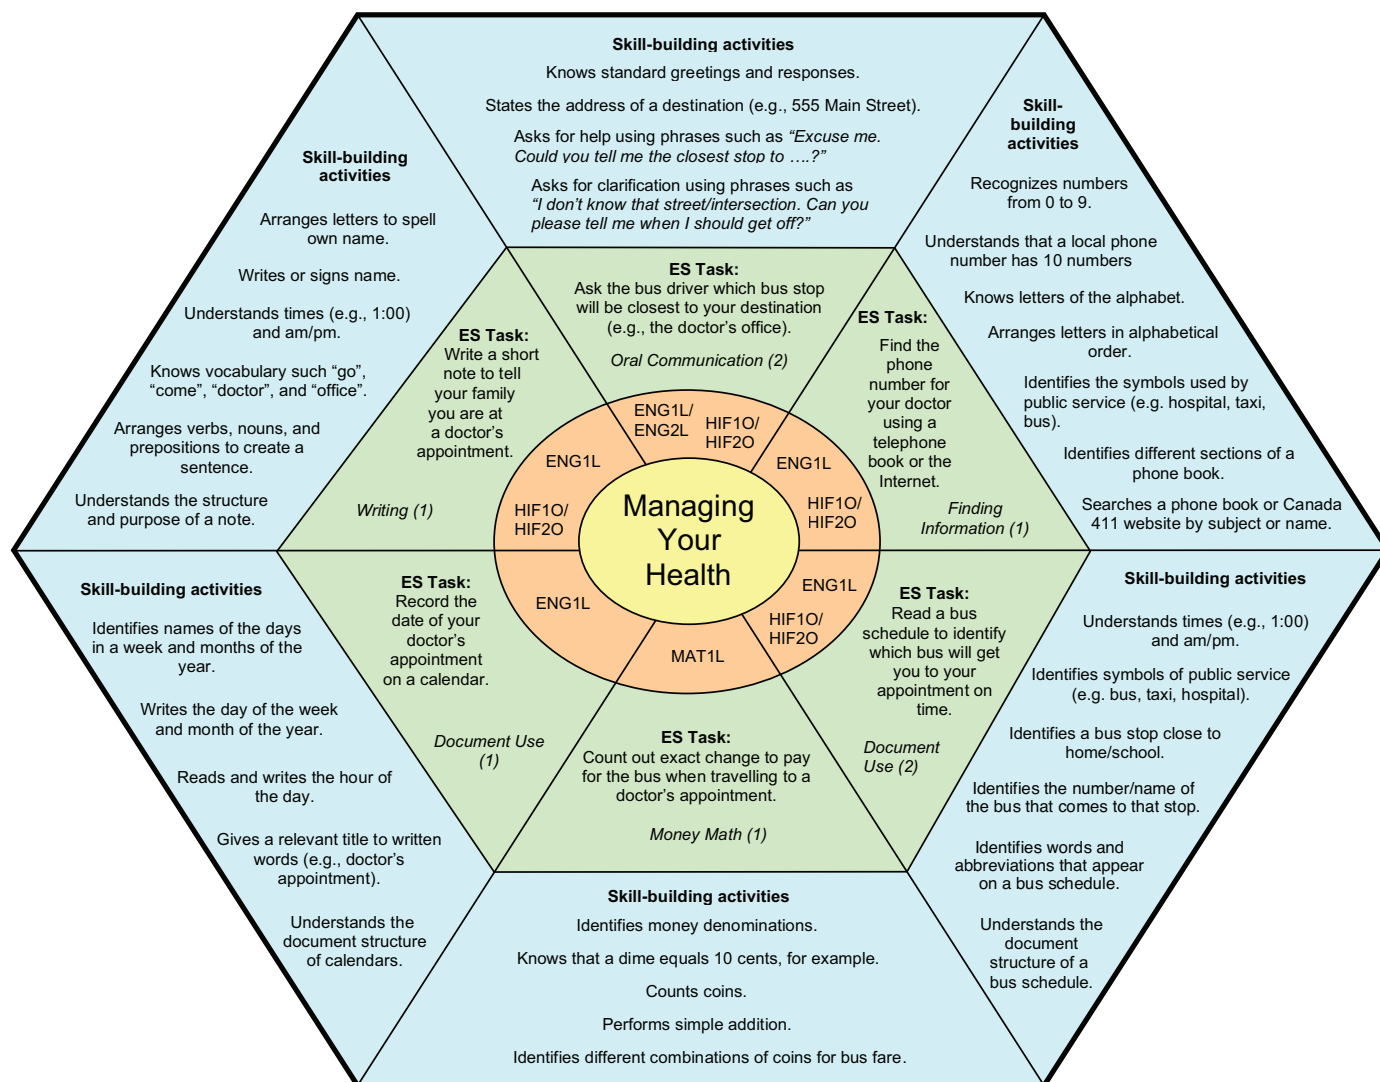 Skill-building activities
Knows standard greetings and responses.
States the address of a destination (e.g., 555 Main Street).
Asks for help using phrases such as “Excuse me.
Could you tell me the closest stop to ….?”
Asks for clarification using phrases such as
“I don’t know that street/intersection. Can you
please tell me when I should get off?”
Skill-
building
activities
Recognizes numbers
from 0 to 9.
Understands that a local phone
number has 10 numbers
Knows letters of the alphabet.
Arranges letters in alphabetical
order.
Identifies the symbols used by
public service (e.g. hospital, taxi,
bus).
Identifies different sections of a
phone book.
Searches a phone book or Canada
411 website by subject or name.
Skill-building
activities
Arranges letters to spell
own name.
Writes or signs name.
Understands times (e.g., 1:00)
and am/pm.
Knows vocabulary such “go”,
“come”, “doctor”, and “office”.
Arranges verbs, nouns, and
prepositions to create a
sentence.
Understands the structure
and purpose of a note.
ES Task:
Write a short
note to tell
your family
you are at
a doctor’s
appointment.
Writing (1)
ES Task:
Ask the bus driver which bus stop
will be closest to your destination
(e.g., the doctor’s office).
Oral Communication (2)
ES Task:
Find the
phone
number for
your doctor
using a
telephone
book or the
Internet.
Finding
Information (1)
ENG1L/
ENG2L
HIF1O/
HIF2O
ENG1L
HIF1O/
HIF2O
ENG1L
HIF1O/
HIF2O
Managing
Your
Health
ENG1L
MAT1L
ENG1L
HIF1O/
HIF2O
Skill-building activities
Identifies names of the days
in a week and months of the
year.
Writes the day of the week
and month of the year.
Reads and writes the hour of
the day.
Gives a relevant title to written
words (e.g., doctor’s
appointment).
Understands the
document structure
of calendars.
ES Task:
Record the
date of your
doctor’s
appointment
on a calendar.
Document Use
(1)
ES Task:
Count out exact change to pay
for the bus when travelling to a
doctor’s appointment.
Money Math (1)
ES Task:
Read a bus
schedule to identify
which bus will get
you to your
appointment on
time.
Document
Use (2)
Skill-building activities
Understands times (e.g., 1:00)
and am/pm.
Identifies symbols of public service
(e.g. bus, taxi, hospital).
Identifies a bus stop close to
home/school.
Identifies the number/name of
the bus that comes to that stop.
Identifies words and
abbreviations that appear
on a bus schedule.
Understands the
document
structure of a
bus schedule.
Skill-building activities
Identifies money denominations.
Knows that a dime equals 10 cents, for example.
Counts coins.
Performs simple addition.
Identifies different combinations of coins for bus fare.